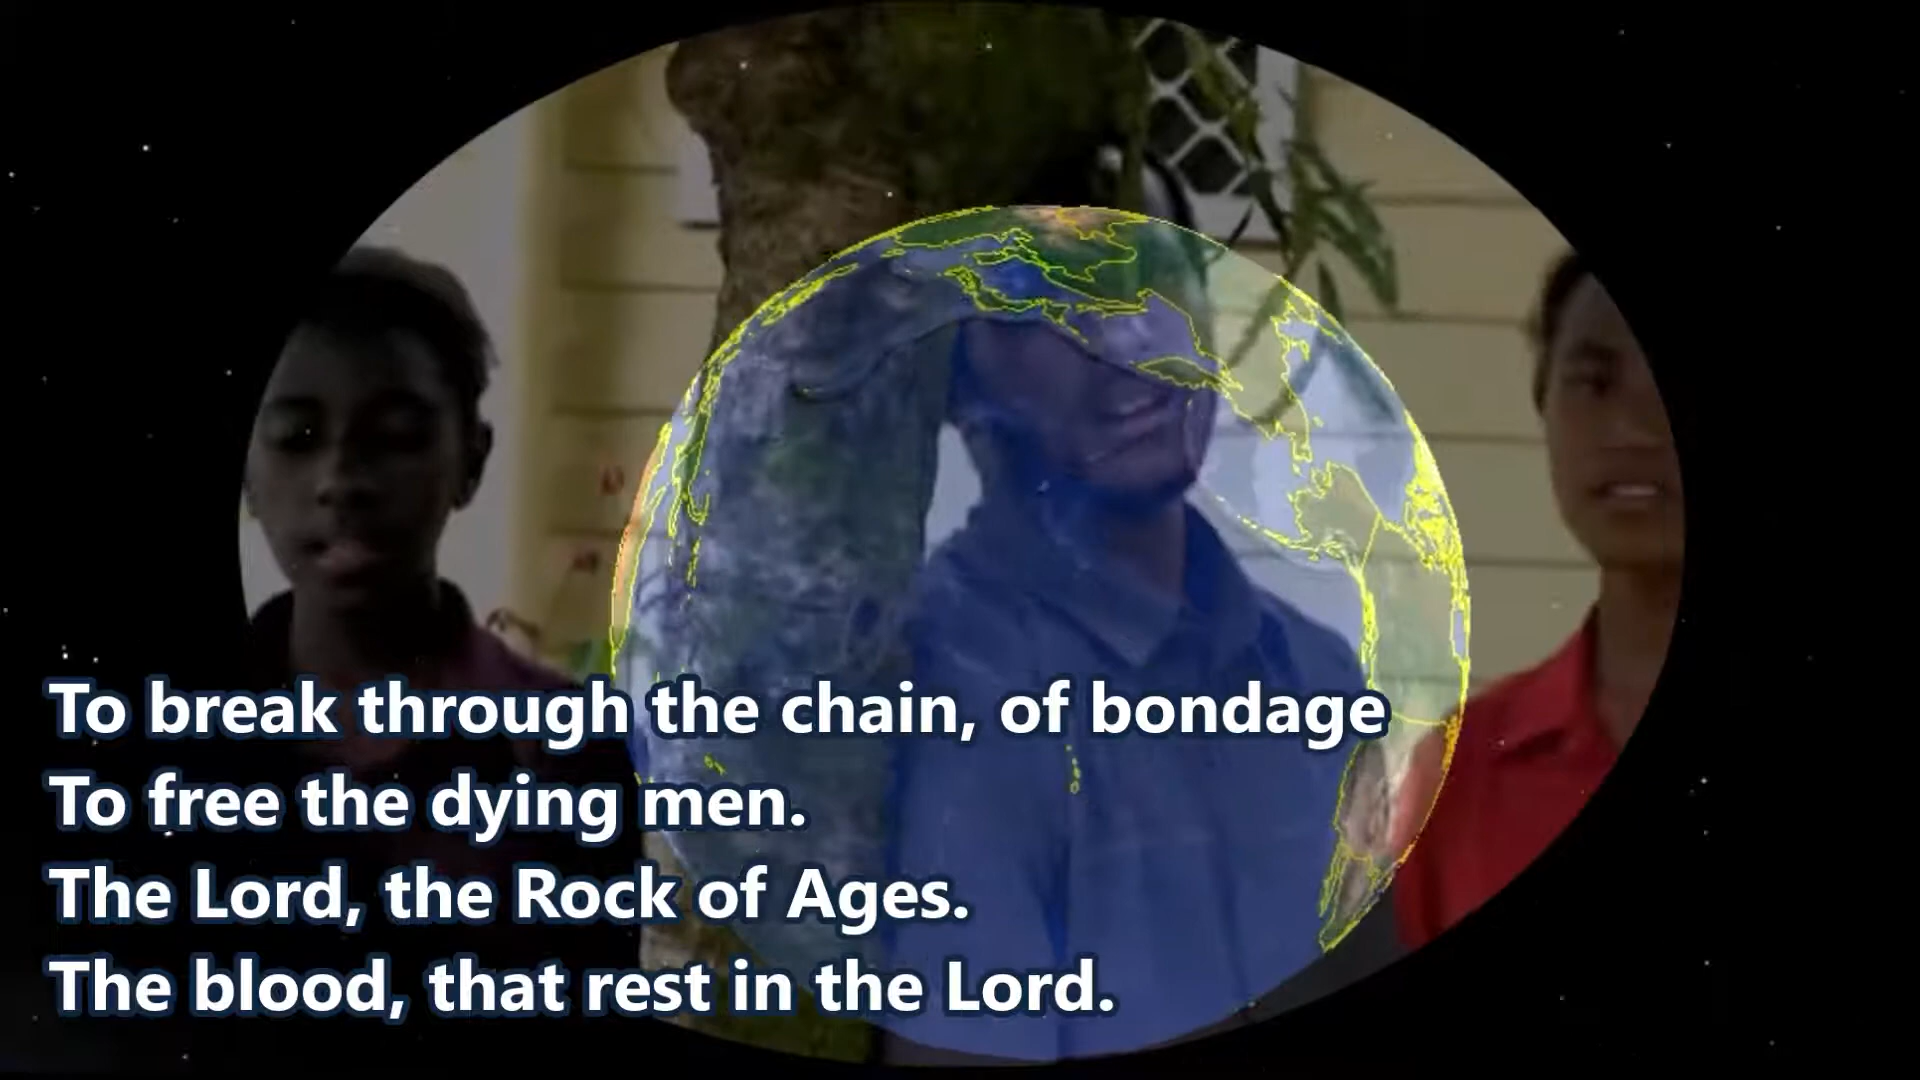 To break through the chain, of bondage
To free the dying men.
The Lord, the Rock of Ages.
The blood, that rest in the Lord.